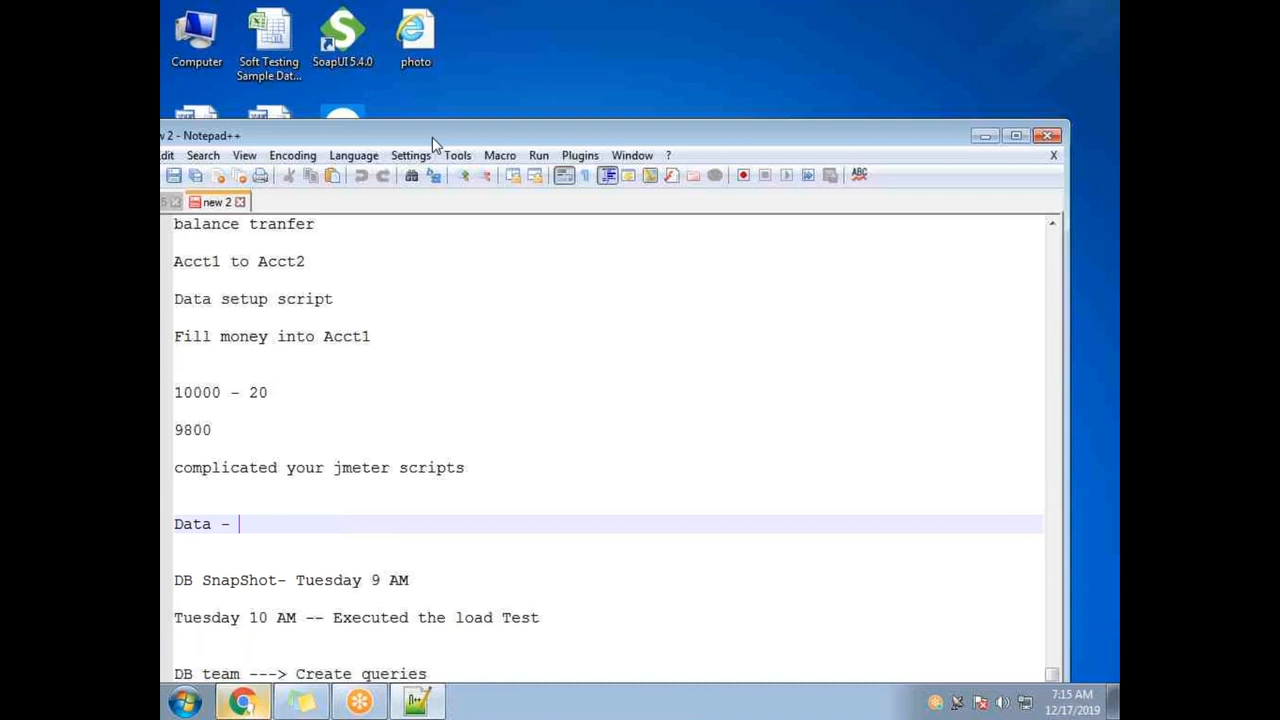 Computer
Soft Testing
Sample Dat...
SoapUI 5.4.0
photo
w 2 - Notepad++
dit Search View Encoding Settings Language Tools Macro Run Plugins Window ? X
ABC
new 2
balance tranfer
Acct1 to Acct2
Data setup script
Fill money into Acct1
10000 - 20
9800
complicated your jmeter scripts
Data -
DB SnapShot- Tuesday 9 AM
Tuesday 10 AM -- Executed the load Test
DB team ---> Create queries
7:15 AM
12/17/2019